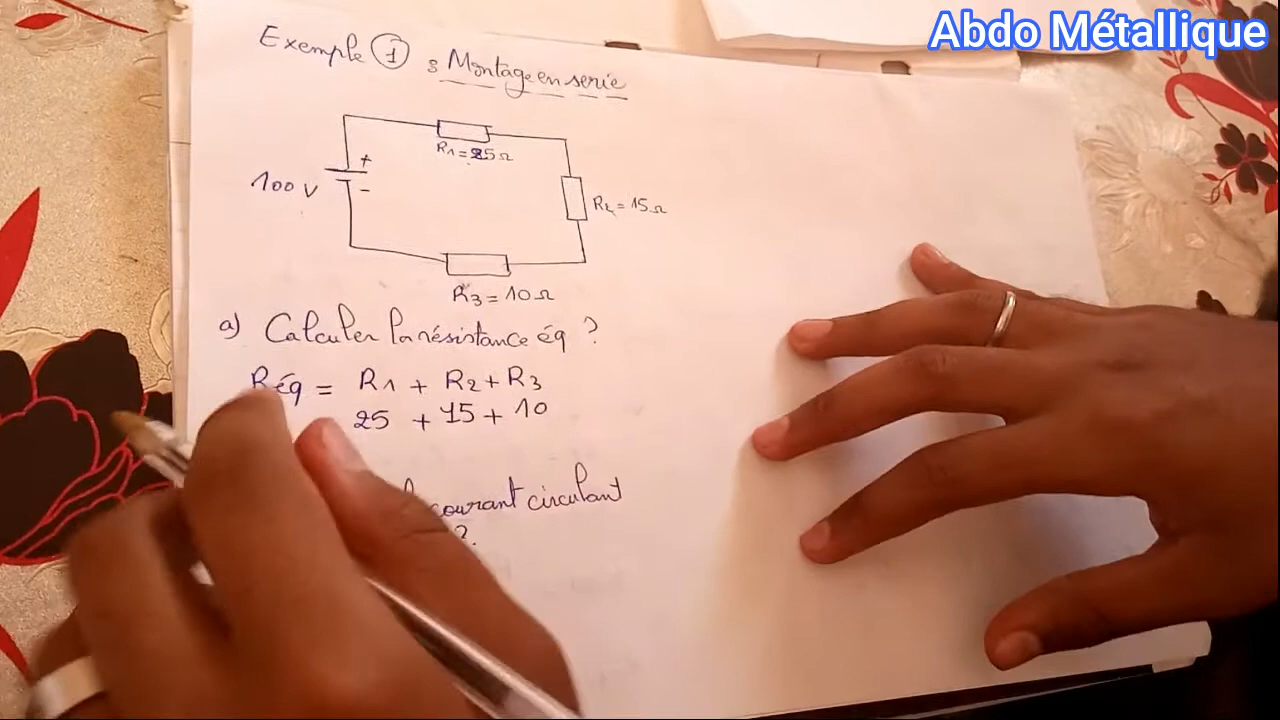 Abdo Métallique
Exemple 1 : Montage en serie
R1 = 25 Ω
100 V
+
-
R2 = 15 Ω
R3 = 10 Ω
a) Calculer la résistance éq ?
Réq = R1 + R2 + R3
25 + 15 + 10
courant circulant
?.